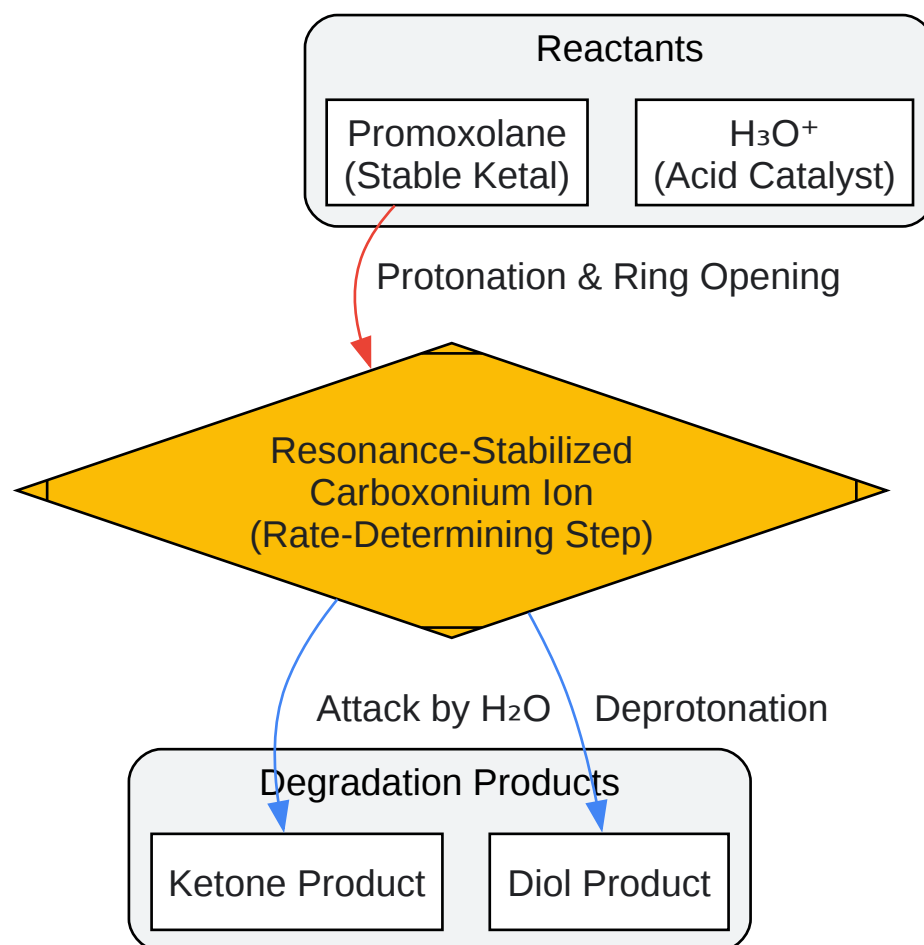 Reactants
Promoxolane
(Stable Ketal)
H₃O⁺
(Acid Catalyst)
Protonation & Ring Opening
Resonance-Stabilized
Carboxonium Ion
(Rate-Determining Step)
Attack by H₂O
Deprotonation
Degradation Products
Ketone Product
Diol Product